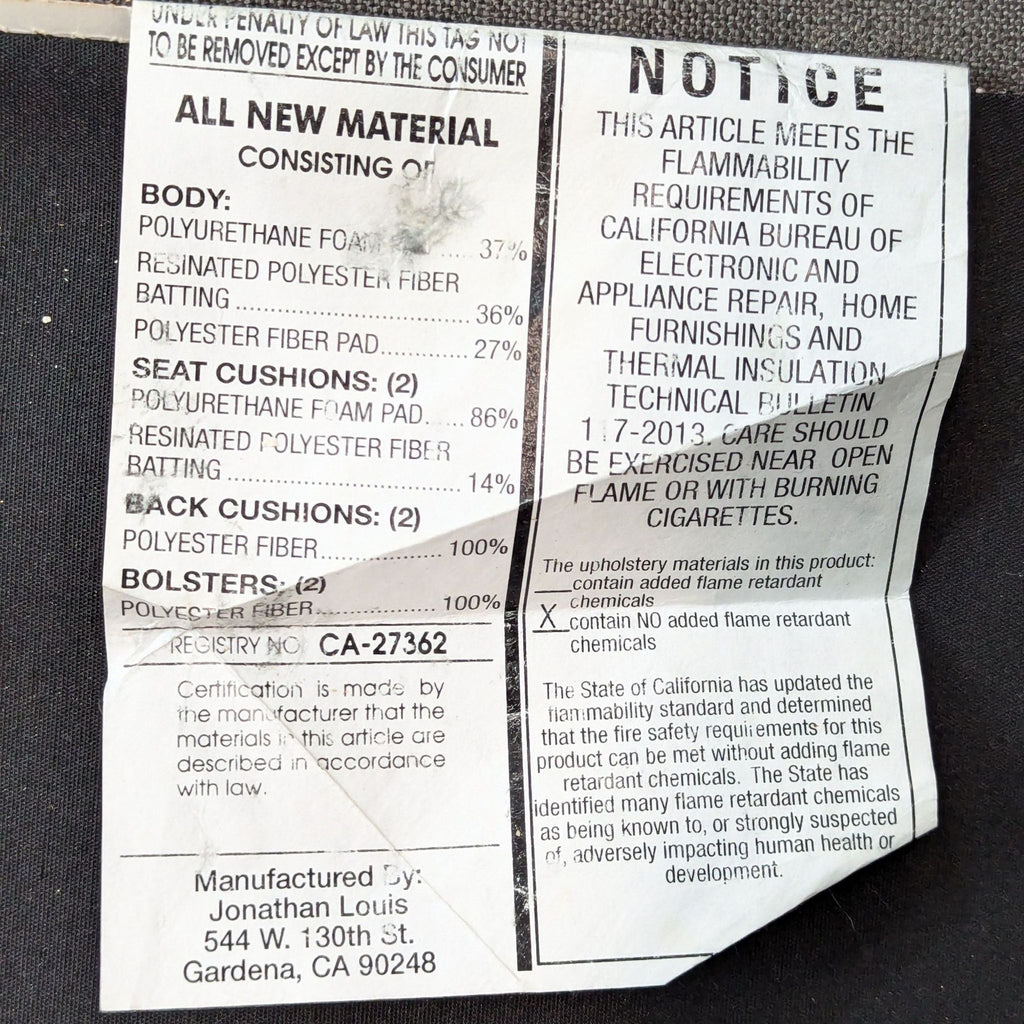 UNDER PENALTY OF LAW THIS TAG NOT
TO BE REMOVED EXCEPT BY THE CONSUMER
ALL NEW MATERIAL
CONSISTING OF
BODY:
POLYURETHANE FOAM ..... 37%
RESINATED POLYESTER FIBER
BATTING.............................. 36%
POLYESTER FIBER PAD........... 27%
SEAT CUSHIONS: (2)
POLYURETHANE FOAM PAD...... 86%
RESINATED POLYESTER FIBER
BATTING .............................. 14%
BACK CUSHIONS: (2)
POLYESTER FIBER................ 100%
BOLSTERS: (2)
POLYESTER FIBER................. 100%
REGISTRY NO. CA-27362
Certification is made by
the manufacturer that the
materials in this article are
described in accordance
with law.
Manufactured By:
Jonathan Louis
544 W. 130th St.
Gardena, CA 90248
NOTICE
THIS ARTICLE MEETS THE
FLAMMABILITY
REQUIREMENTS OF
CALIFORNIA BUREAU OF
ELECTRONIC AND
APPLIANCE REPAIR, HOME
FURNISHINGS AND
THERMAL INSULATION
TECHNICAL BULLETIN
117-2013. CARE SHOULD
BE EXERCISED NEAR OPEN
FLAME OR WITH BURNING
CIGARETTES.
The upholstery materials in this product:
___contain added flame retardant
chemicals
_X_contain NO added flame retardant
chemicals
The State of California has updated the
flammability standard and determined
that the fire safety requirements for this
product can be met without adding flame
retardant chemicals. The State has
identified many flame retardant chemicals
as being known to, or strongly suspected
of, adversely impacting human health or
development.